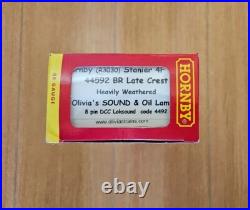 00 GAUGE
HORNBY
rnby (R3030) Stanier 4F
44592 BR Late Crest
Heavily Weathered
Olivia's SOUND & Oil Lam
8 pin DCC Loksound code 4492
www.oliviastrains.com